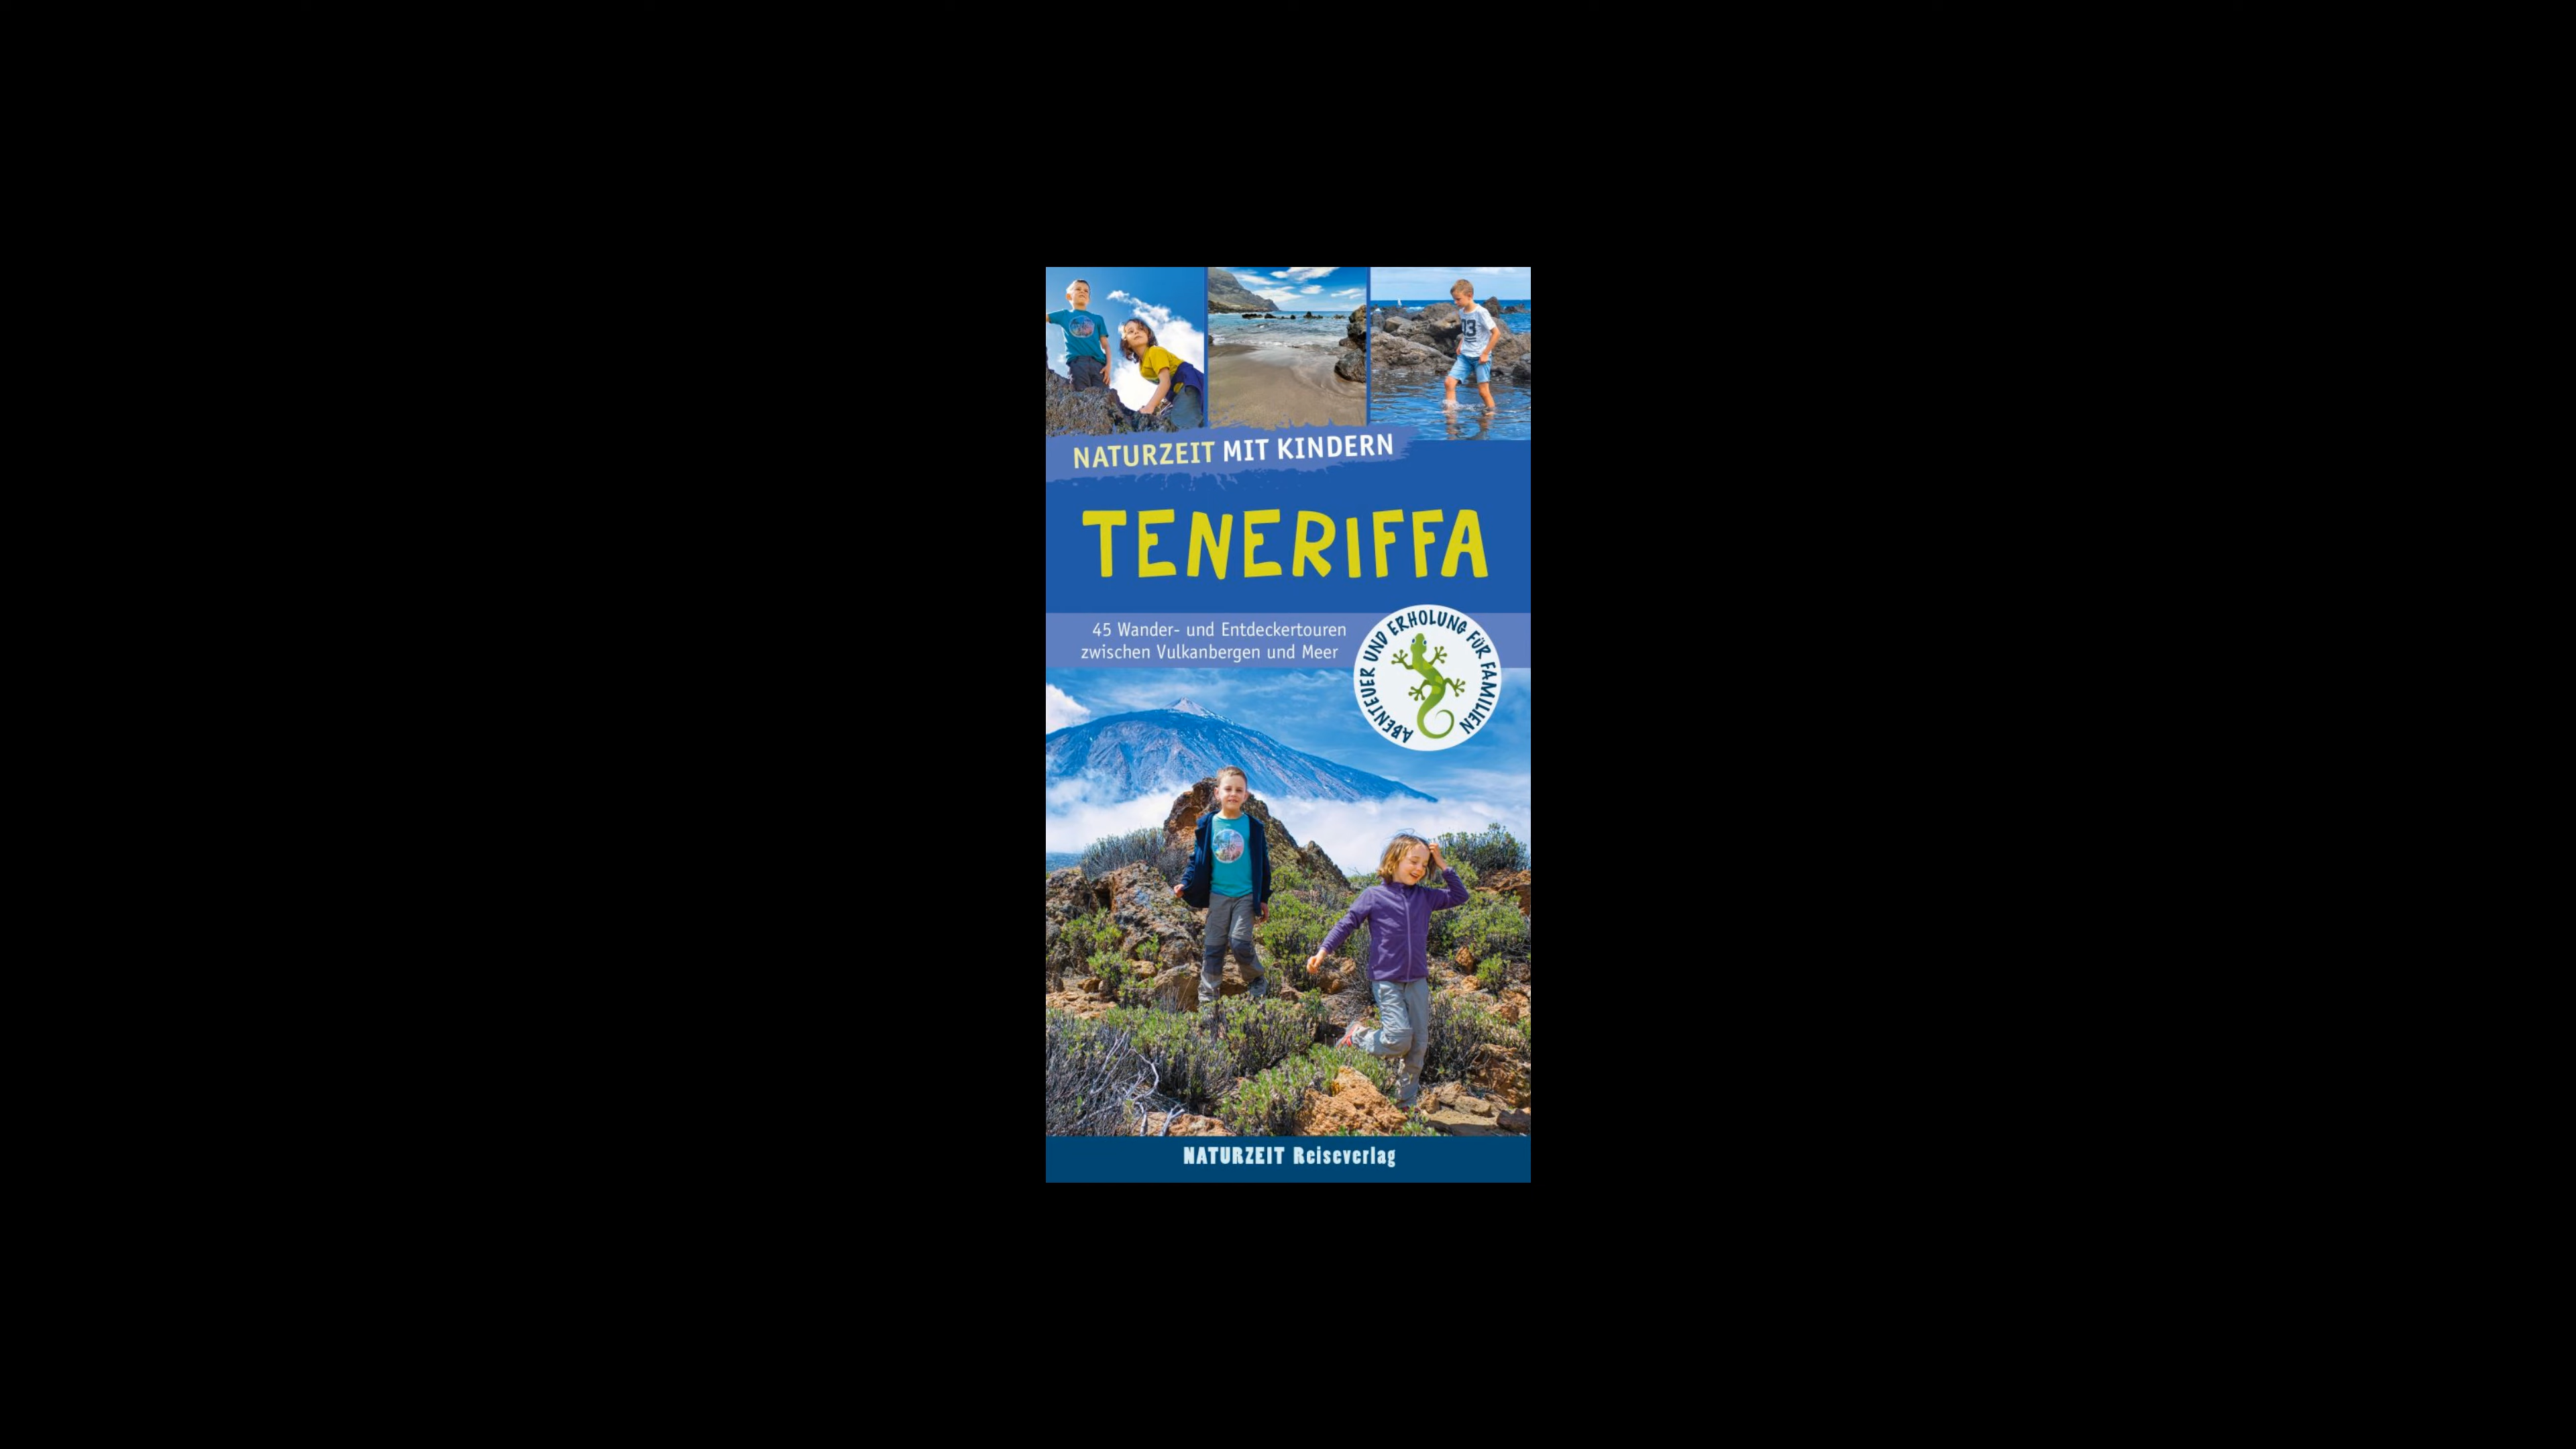 03
NATURZEIT MIT KINDERN
TENERIFFA
45 Wander- und Entdeckertouren
zwischen Vulkanbergen und Meer
ABENTEUER UND ERHOLUNG FÜR FAMILIEN
NATURZEIT Reiseverlag